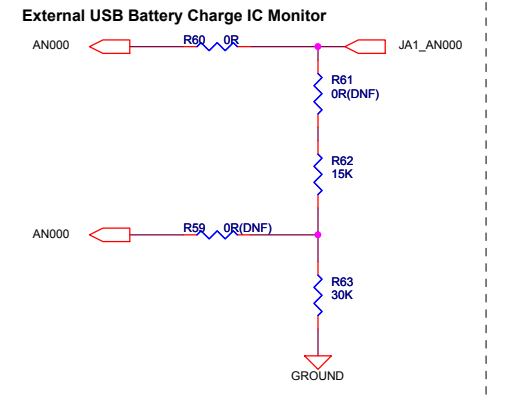 External USB Battery Charge IC Monitor
AN000
R60 0R
JA1_AN000
R61
0R(DNF)
R62
15K
AN000
R59 0R(DNF)
R63
30K
GROUND